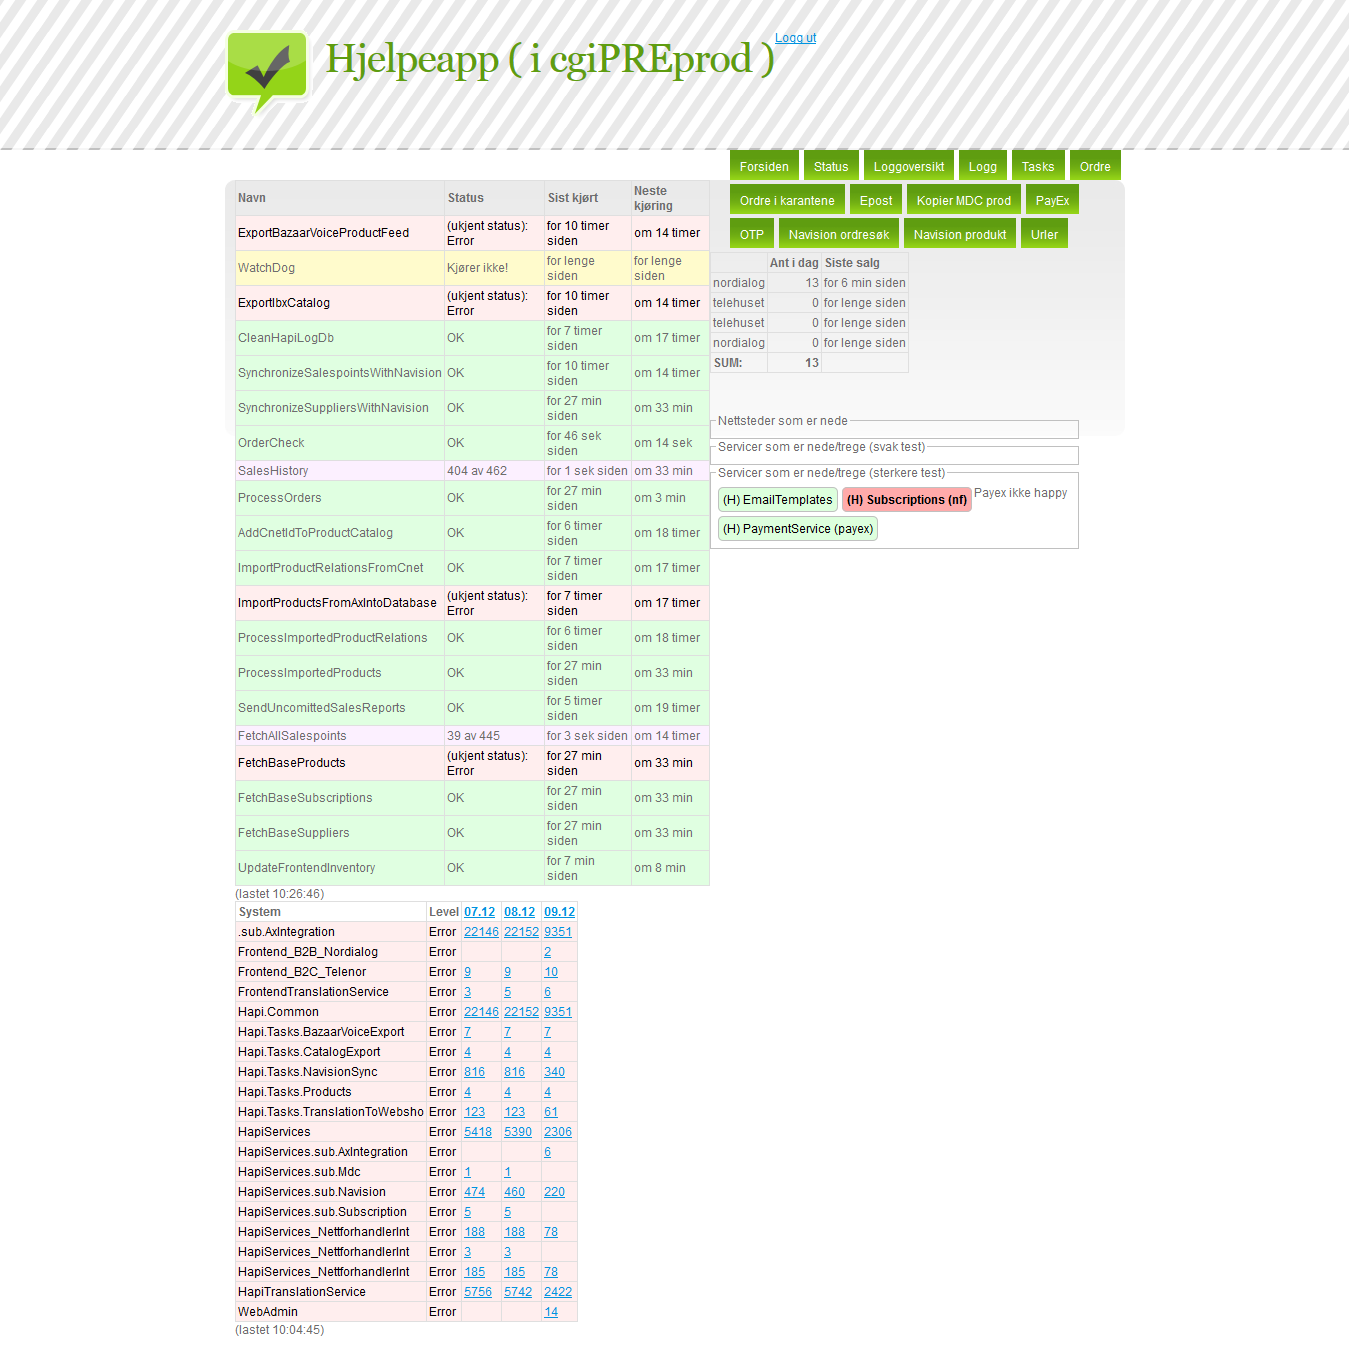 Hjelpeapp ( i cgiPREprod )
Logg ut
Forsiden Status Loggoversikt Logg Tasks Ordre
Ordre i karantene Epost Kopier MDC prod PayEx
OTP Navision ordresøk Navision produkt Urler
Navn Status Sist kjørt Neste kjøring
ExportBazaarVoiceProductFeed (ukjent status): Error for 10 timer siden om 14 timer
WatchDog Kjører ikke! for lenge siden for lenge siden
ExportIbxCatalog (ukjent status): Error for 10 timer siden om 14 timer
CleanHapiLogDb OK for 7 timer siden om 17 timer
SynchronizeSalespointsWithNavision OK for 10 timer siden om 14 timer
SynchronizeSuppliersWithNavision OK for 27 min siden om 33 min
OrderCheck OK for 46 sek siden om 14 sek
SalesHistory 404 av 462 for 1 sek siden om 33 min
ProcessOrders OK for 27 min siden om 3 min
AddCnetIdToProductCatalog OK for 6 timer siden om 18 timer
ImportProductRelationsFromCnet OK for 7 timer siden om 17 timer
ImportProductsFromAxIntoDatabase (ukjent status): Error for 7 timer siden om 17 timer
ProcessImportedProductRelations OK for 6 timer siden om 18 timer
ProcessImportedProducts OK for 27 min siden om 33 min
SendUncomittedSalesReports OK for 5 timer siden om 19 timer
FetchAllSalespoints 39 av 445 for 3 sek siden om 14 timer
FetchBaseProducts (ukjent status): Error for 27 min siden om 33 min
FetchBaseSubscriptions OK for 27 min siden om 33 min
FetchBaseSuppliers OK for 27 min siden om 33 min
UpdateFrontendInventory OK for 7 min siden om 8 min
(lastet 10:26:46)
Ant i dag Siste salg
nordialog 13 for 6 min siden
telehuset 0 for lenge siden
telehuset 0 for lenge siden
nordialog 0 for lenge siden
SUM: 13
Nettsteder som er nede
Servicer som er nede/trege (svak test)
Servicer som er nede/trege (sterkere test)
(H) EmailTemplates (H) Subscriptions (nf) Payex ikke happy
(H) PaymentService (payex)
System Level 07.12 08.12 09.12
.sub.AxIntegration Error 22146 22152 9351
Frontend_B2B_Nordialog Error 2
Frontend_B2C_Telenor Error 9 9 10
FrontendTranslationService Error 3 5 6
Hapi.Common Error 22146 22152 9351
Hapi.Tasks.BazaarVoiceExport Error 7 7 7
Hapi.Tasks.CatalogExport Error 4 4 4
Hapi.Tasks.NavisionSync Error 816 816 340
Hapi.Tasks.Products Error 4 4 4
Hapi.Tasks.TranslationToWebsho Error 123 123 61
HapiServices Error 5418 5390 2306
HapiServices.sub.AxIntegration Error 6
HapiServices.sub.Mdc Error 1 1
HapiServices.sub.Navision Error 474 460 220
HapiServices.sub.Subscription Error 5 5
HapiServices_NettforhandlerInt Error 188 188 78
HapiServices_NettforhandlerInt Error 3 3
HapiServices_NettforhandlerInt Error 185 185 78
HapiTranslationService Error 5756 5742 2422
WebAdmin Error 14
(lastet 10:04:45)